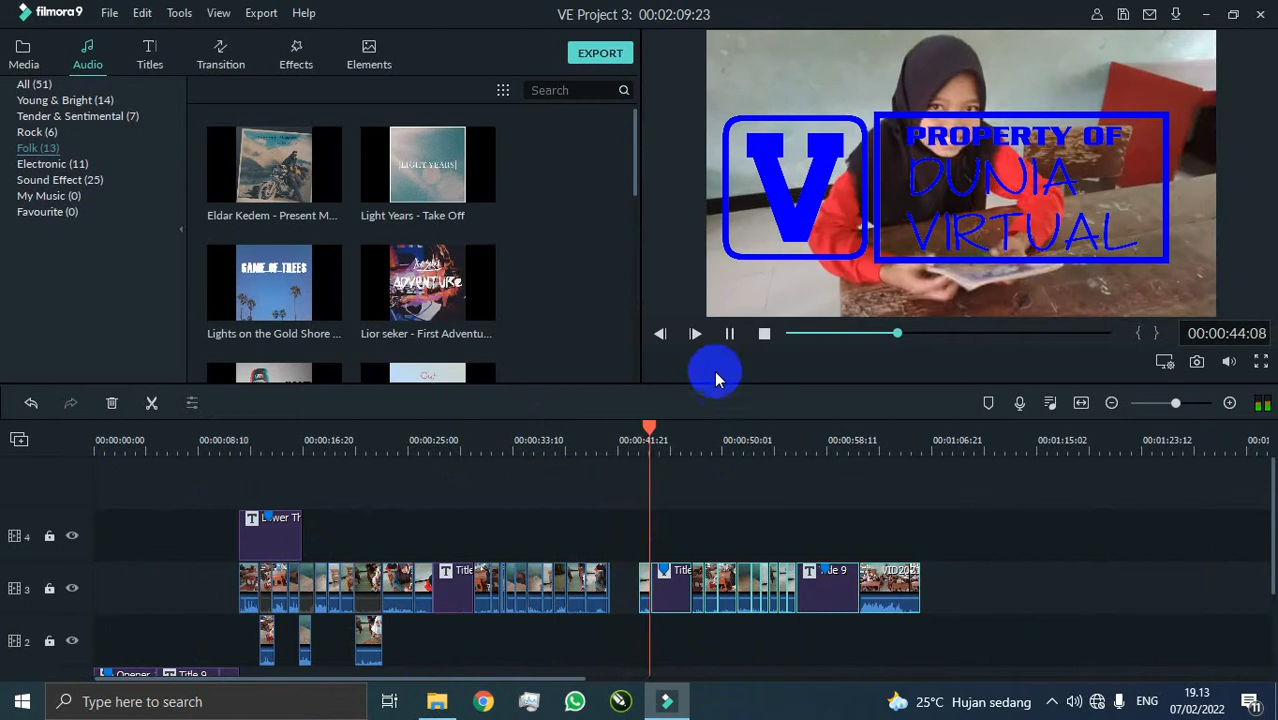 filmora9 File Edit Tools View Export Help VE Project 3: 00:02:09:23
Media Audio Titles Transition Effects Elements EXPORT
All (51)
Young & Bright (14)
Tender & Sentimental (7)
Rock (6)
Folk (13)
Electronic (11)
Sound Effect (25)
My Music (0)
Favourite (0)
Search
LIGHT YEARS
Eldar Kedem - Present M... Light Years - Take Off
GAME OF TREES
ADVENTURE
Lights on the Gold Shore ... Lior seker - First Adventu...
V
PROPERTY OF
DUNIA
VIRTUAL
00:00:44:08
00:00:00:00 00:00:08:10 00:00:16:20 00:00:25:00 00:00:33:10 00:00:41:21 00:00:50:01 00:00:58:11 00:01:06:21 00:01:15:02 00:01:23:12 00:01
4 T Lower Th
3 T Title Title T Title 9 VID202
2
Opener T Title 9
Type here to search
25°C Hujan sedang ENG 19.13
07/02/2022